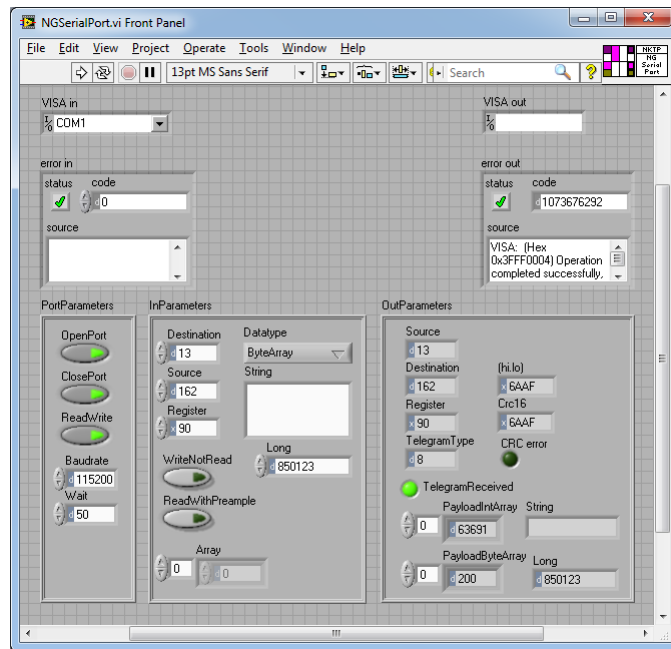 NGSerialPort.vi Front Panel
File Edit View Project Operate Tools Window Help
13pt MS Sans Serif
Search
NKTP
NG
Serial
Port
VISA in
COM1
VISA out
error in
status code
0
source
error out
status code
1073676292
source
VISA: (Hex
0x3FFF0004) Operation
completed successfully,
PortParameters
OpenPort
ClosePort
ReadWrite
Baudrate
115200
Wait
50
InParameters
Destination
13
Source
162
Register
90
WriteNotRead
ReadWithPreample
Datatype
ByteArray
String
Long
850123
Array
0
0
OutParameters
Source
13
Destination
162
Register
90
TelegramType
8
(hi.lo)
6AAF
Crc16
6AAF
CRC error
TelegramReceived
PayloadIntArray
0
63691
String
PayloadByteArray
0
200
Long
850123